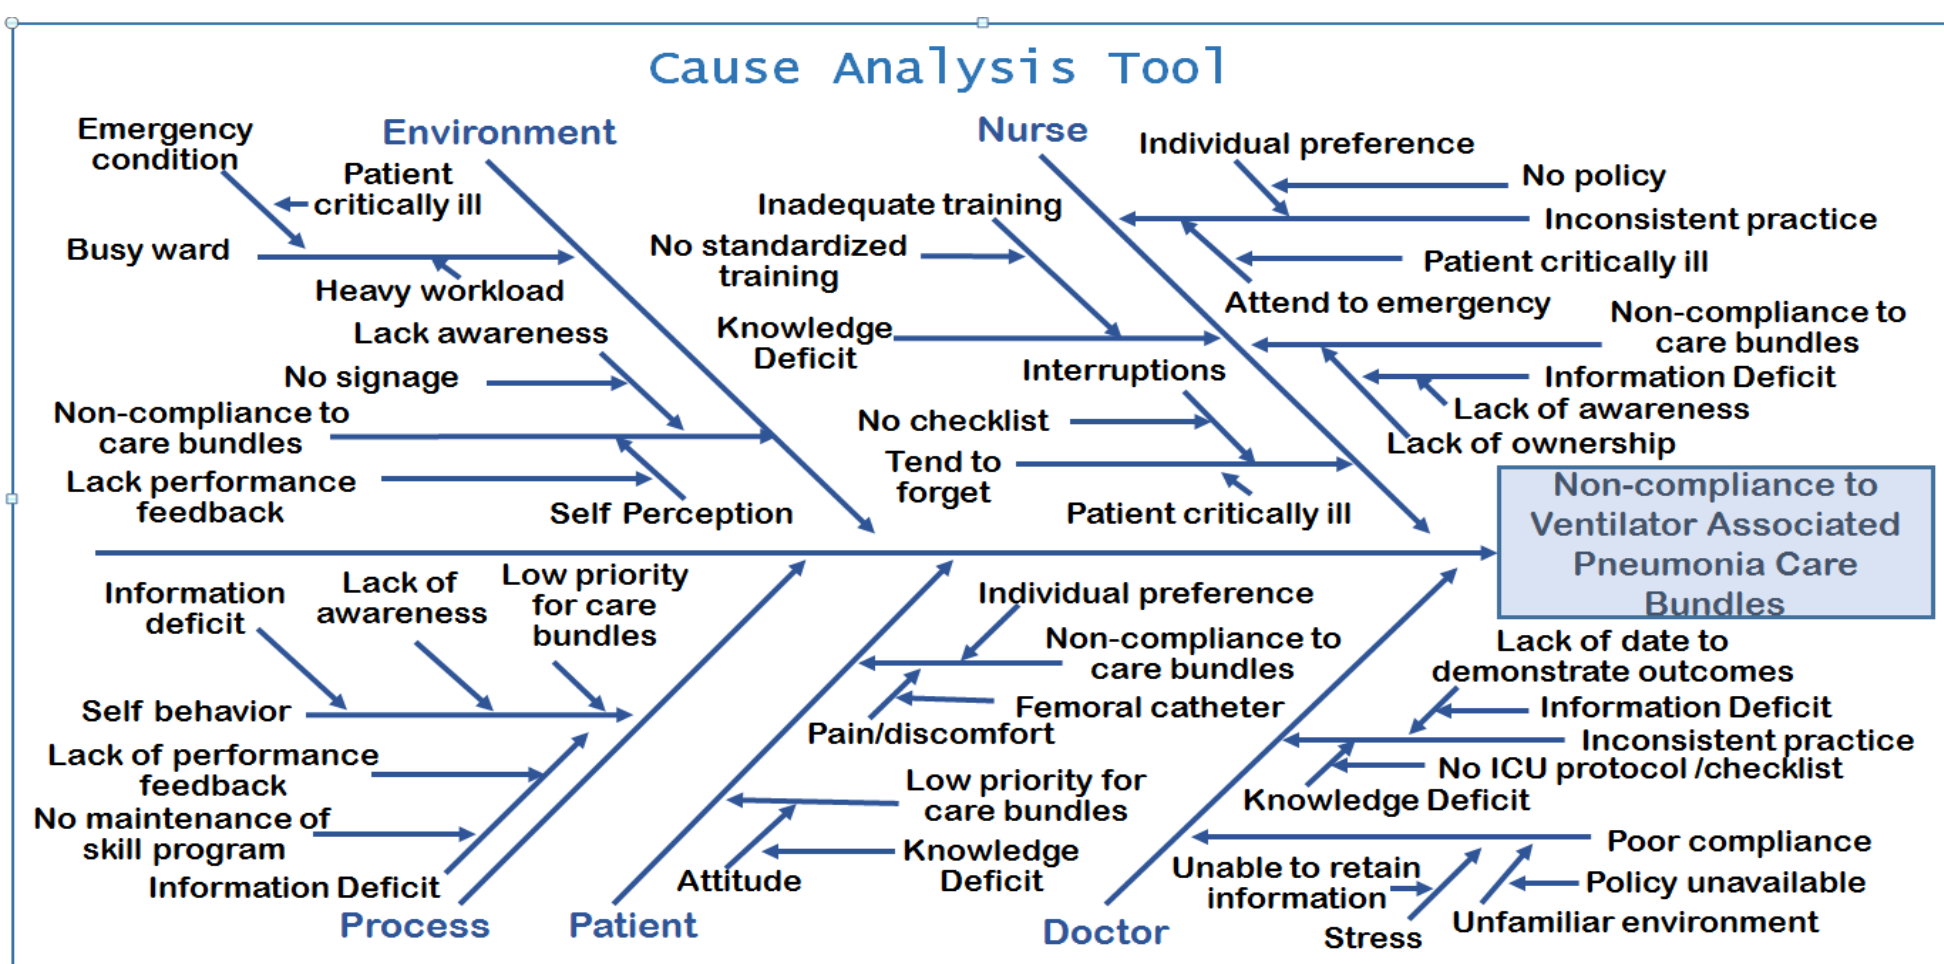 Cause Analysis Tool
Environment
Emergency
condition
Patient
critically ill
Busy ward
Heavy workload
Lack awareness
No signage
Non-compliance to
care bundles
Lack performance
feedback
Self Perception
Nurse
Inadequate training
No standardized
training
Knowledge
Deficit
Interruptions
No checklist
Tend to
forget
Patient critically ill
Individual preference
No policy
Inconsistent practice
Patient critically ill
Attend to emergency
Non-compliance to
care bundles
Information Deficit
Lack of awareness
Lack of ownership
Non-compliance to
Ventilator Associated
Pneumonia Care
Bundles
Information
deficit
Lack of
awareness
Low priority
for care
bundles
Self behavior
Lack of performance
feedback
No maintenance of
skill program
Information Deficit
Process
Individual preference
Non-compliance to
care bundles
Femoral catheter
Pain/discomfort
Low priority for
care bundles
Knowledge
Deficit
Attitude
Patient
Lack of date to
demonstrate outcomes
Information Deficit
Inconsistent practice
No ICU protocol /checklist
Knowledge Deficit
Poor compliance
Unable to retain
information
Policy unavailable
Unfamiliar environment
Stress
Doctor